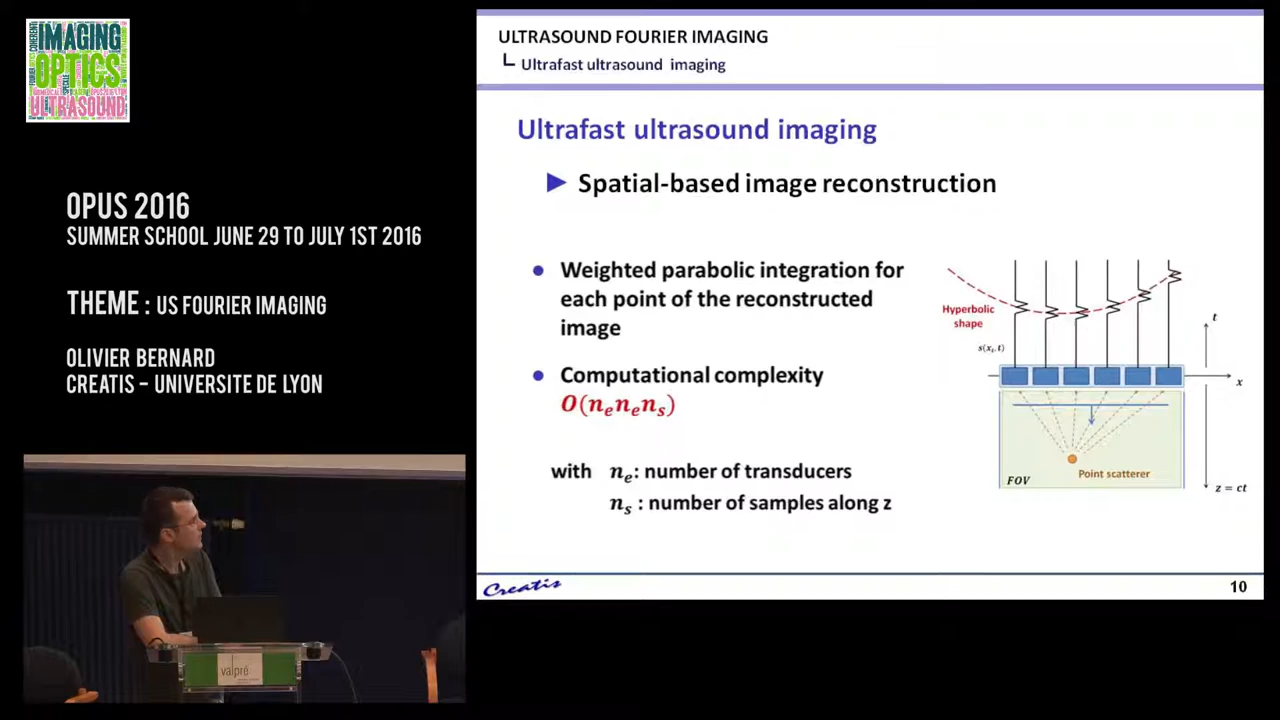 IMAGING
OPTICS
ULTRASOUND
OPUS 2016
SUMMER SCHOOL JUNE 29 TO JULY 1ST 2016
THEME : US FOURIER IMAGING
OLIVIER BERNARD
CREATIS – UNIVERSITE DE LYON
valpré
ULTRASOUND FOURIER IMAGING
Ultrafast ultrasound imaging
Ultrafast ultrasound imaging
► Spatial-based image reconstruction
● Weighted parabolic integration for
each point of the reconstructed
image
● Computational complexity
O(nₑnₑnₛ)
with nₑ: number of transducers
nₛ : number of samples along z
Hyperbolic
shape
s(xᵢ,t)
t
x
Point scatterer
FOV
z = ct
Creatis
10